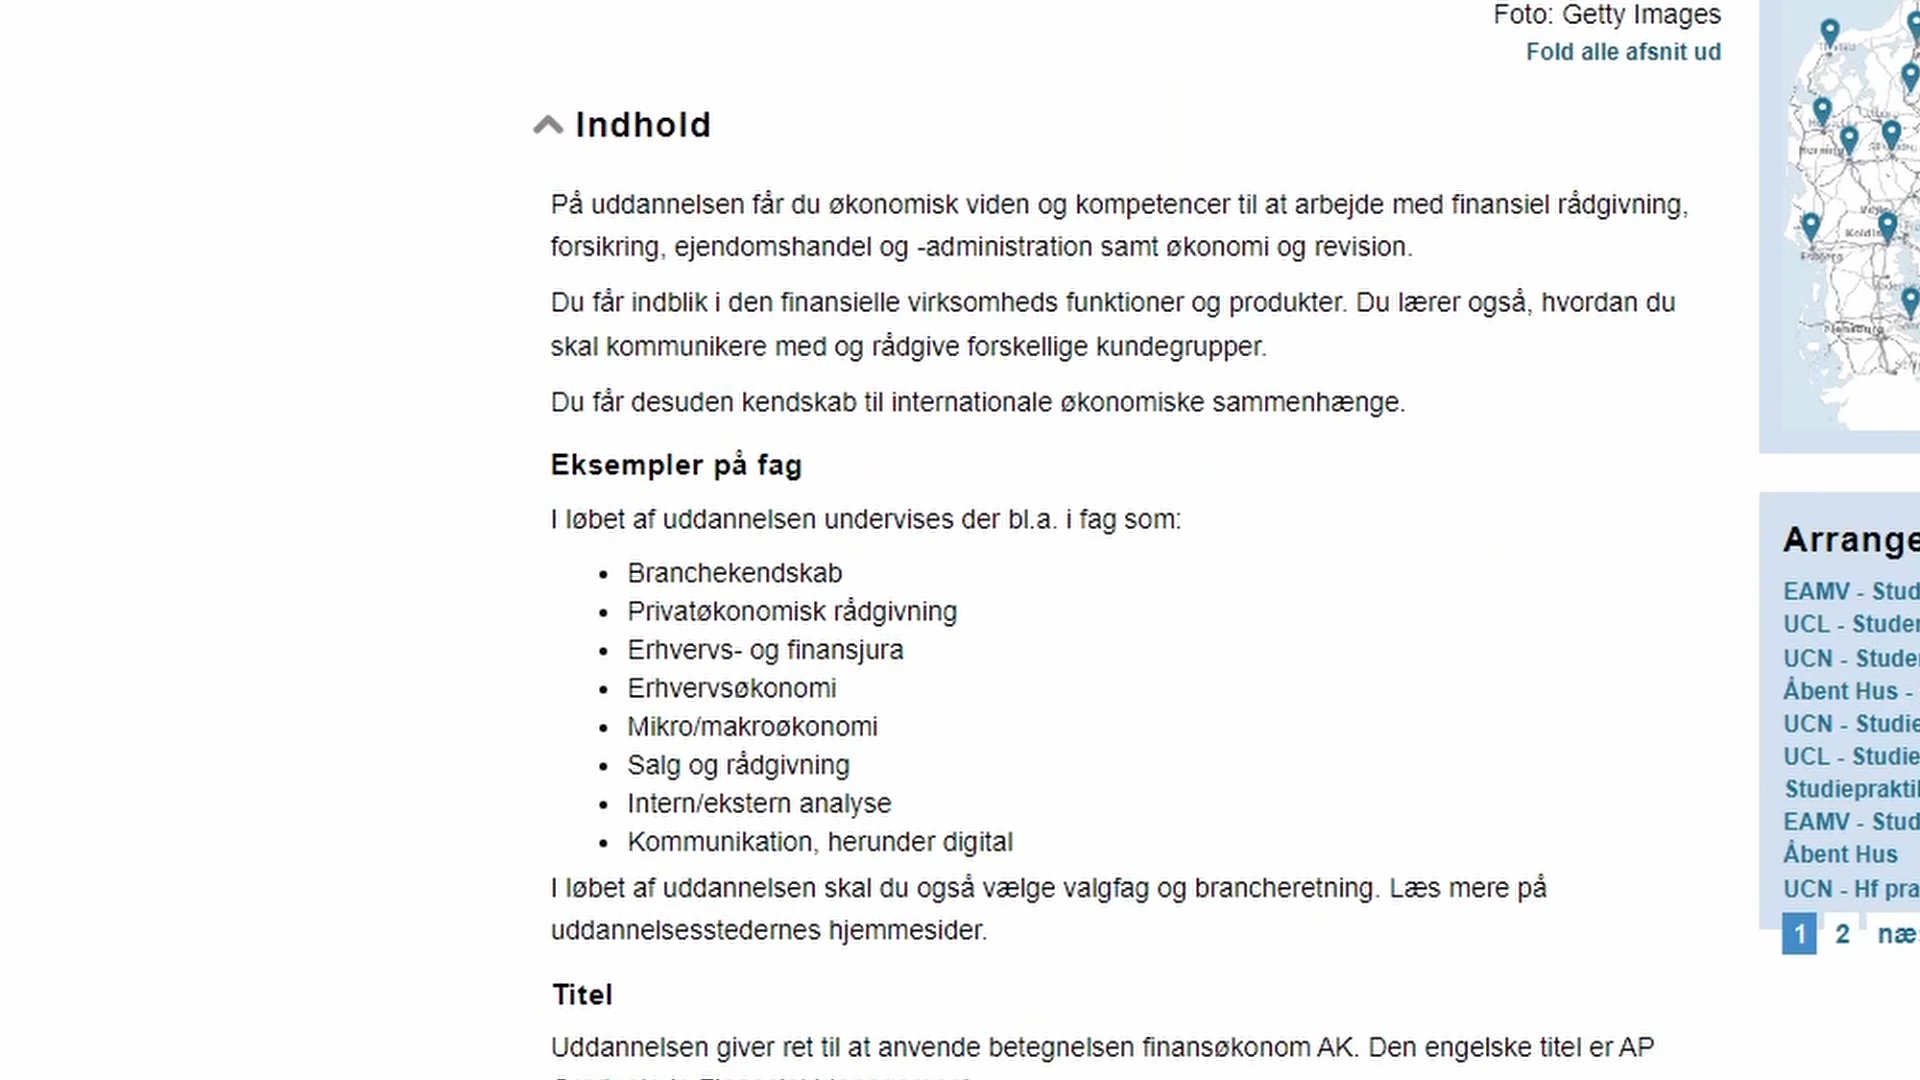 Foto: Getty Images
Fold alle afsnit ud
Indhold
På uddannelsen får du økonomisk viden og kompetencer til at arbejde med finansiel rådgivning,
forsikring, ejendomshandel og -administration samt økonomi og revision.
Du får indblik i den finansielle virksomheds funktioner og produkter. Du lærer også, hvordan du
skal kommunikere med og rådgive forskellige kundegrupper.
Du får desuden kendskab til internationale økonomiske sammenhænge.
Eksempler på fag
I løbet af uddannelsen undervises der bl.a. i fag som:
• Branchekendskab
• Privatøkonomisk rådgivning
• Erhvervs- og finansjura
• Erhvervsøkonomi
• Mikro/makroøkonomi
• Salg og rådgivning
• Intern/ekstern analyse
• Kommunikation, herunder digital
I løbet af uddannelsen skal du også vælge valgfag og brancheretning. Læs mere på
uddannelsesstedernes hjemmesider.
Titel
Uddannelsen giver ret til at anvende betegnelsen finansøkonom AK. Den engelske titel er AP
Esbjerg
Flensburg
Arrange
EAMV - Stud
UCL - Studen
UCN - Studen
Åbent Hus -
UCN - Studie
UCL - Studie
Studiepraktik
EAMV - Stud
Åbent Hus
UCN - Hf pra
1 2 næs